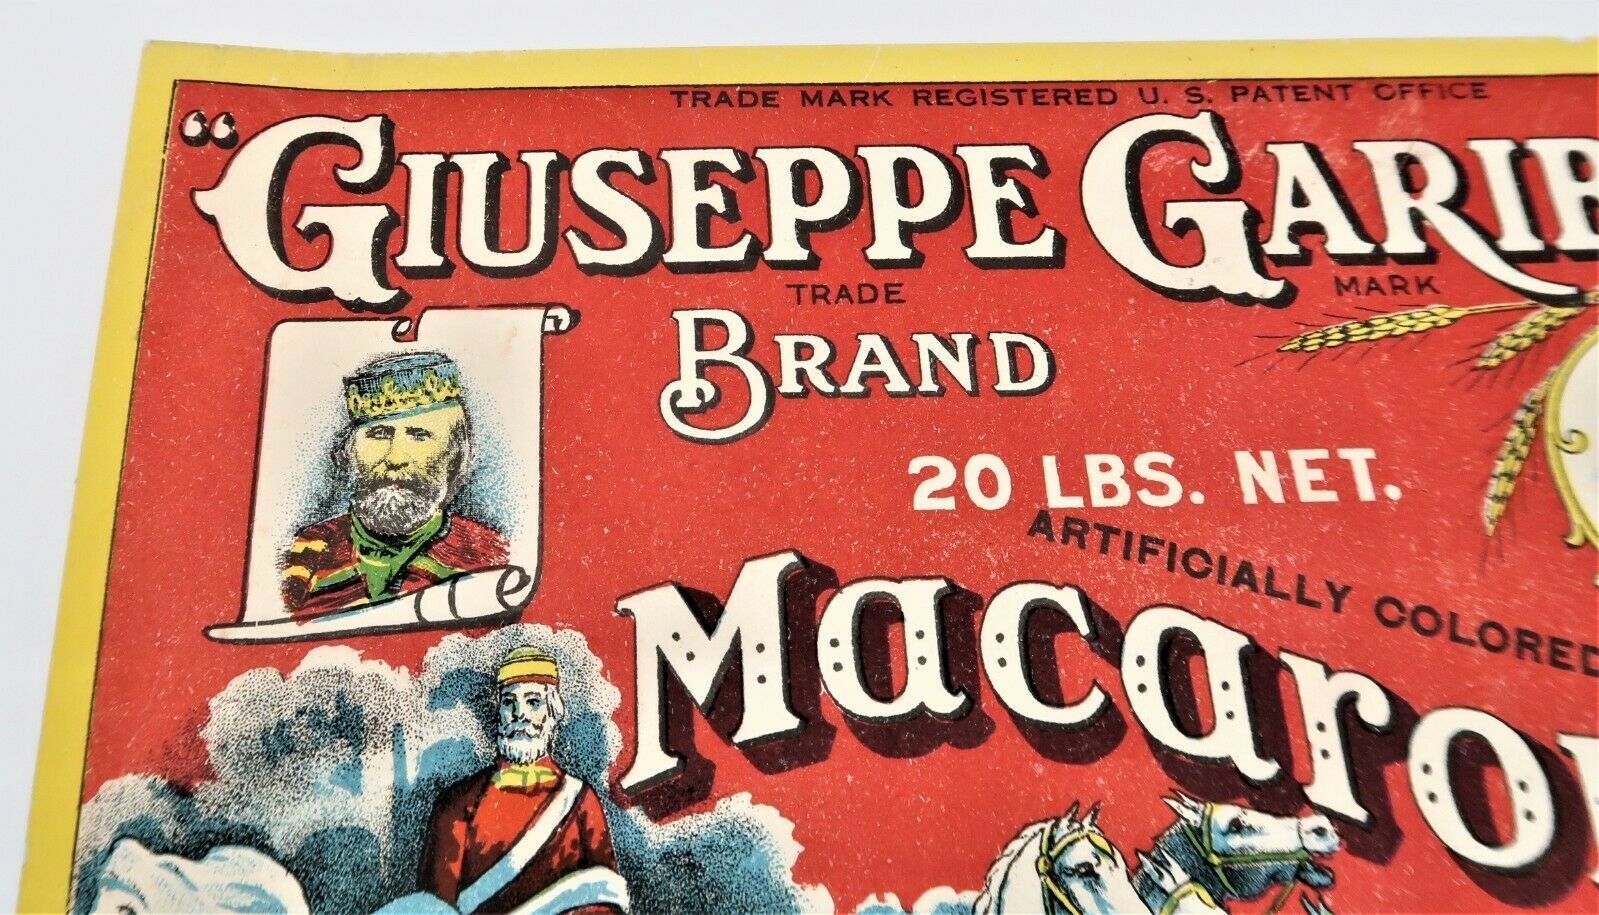 TRADE MARK REGISTERED U. S. PATENT OFFICE
“GIUSEPPE GARIB
TRADE MARK
BRAND
20 LBS. NET.
ARTIFICIALLY COLORED
Macaro